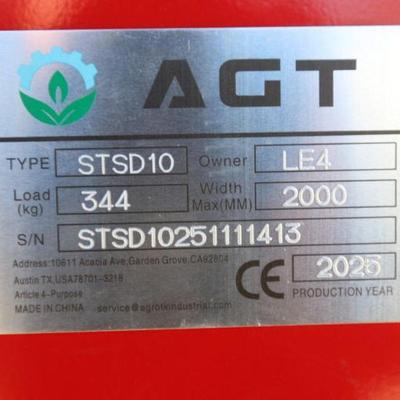 AGT
TYPE STSD10 Owner LE4
Load (kg) 344 Width Max(MM) 2000
S/N STSD10251111413
Address:10611 Acacia Ave,Garden Grove,CA92804
Austin TX,USA78701-3218
Article 4-Purpose
MADE IN CHINA service@agrotkindustrial.com
CE 2025
PRODUCTION YEAR